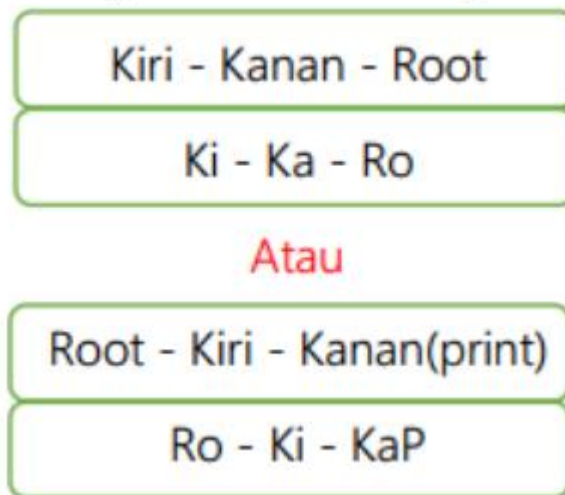 Kiri - Kanan - Root
Ki - Ka - Ro
Atau
Root - Kiri - Kanan(print)
Ro - Ki - KaP